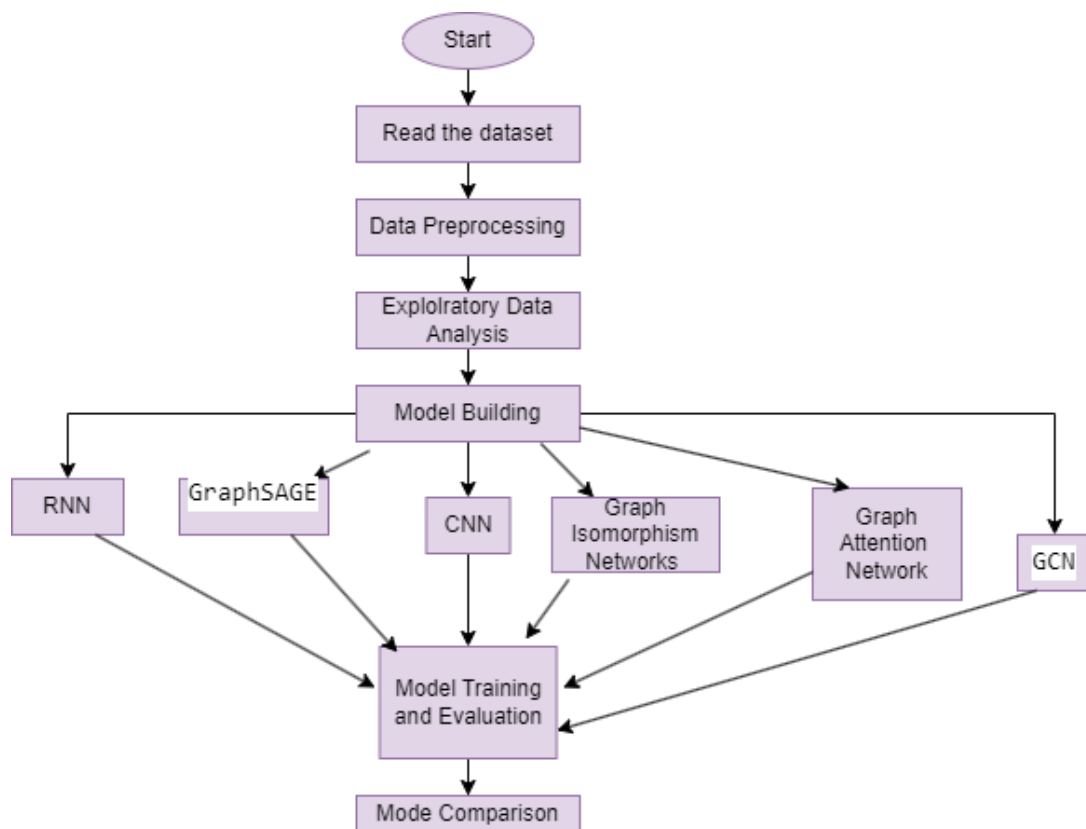 Start
Read the dataset
Data Preprocessing
Explolratory Data
Analysis
Model Building
RNN
GraphSAGE
CNN
Graph
Isomorphism
Networks
Graph
Attention
Network
GCN
Model Training
and Evaluation
Mode Comparison